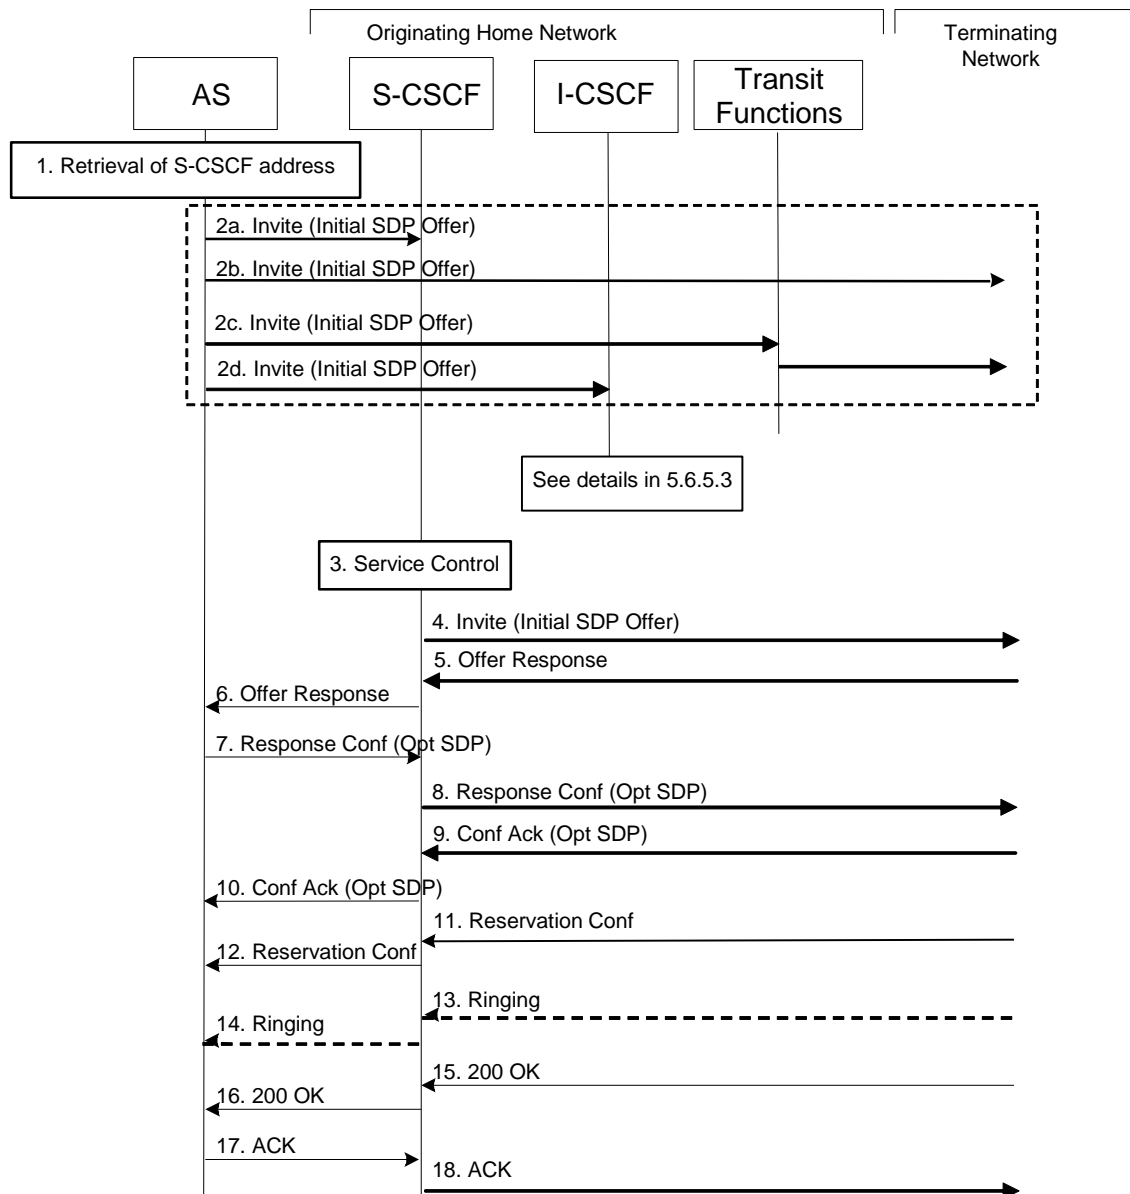 Originating Home Network
Terminating
Network
AS
S-CSCF
I-CSCF
Transit
Functions
1. Retrieval of S-CSCF address
2a. Invite (Initial SDP Offer)
2b. Invite (Initial SDP Offer)
2c. Invite (Initial SDP Offer)
2d. Invite (Initial SDP Offer)
See details in 5.6.5.3
3. Service Control
4. Invite (Initial SDP Offer)
5. Offer Response
6. Offer Response
7. Response Conf (Opt SDP)
8. Response Conf (Opt SDP)
9. Conf Ack (Opt SDP)
10. Conf Ack (Opt SDP)
11. Reservation Conf
12. Reservation Conf
13. Ringing
14. Ringing
15. 200 OK
16. 200 OK
17. ACK
18. ACK